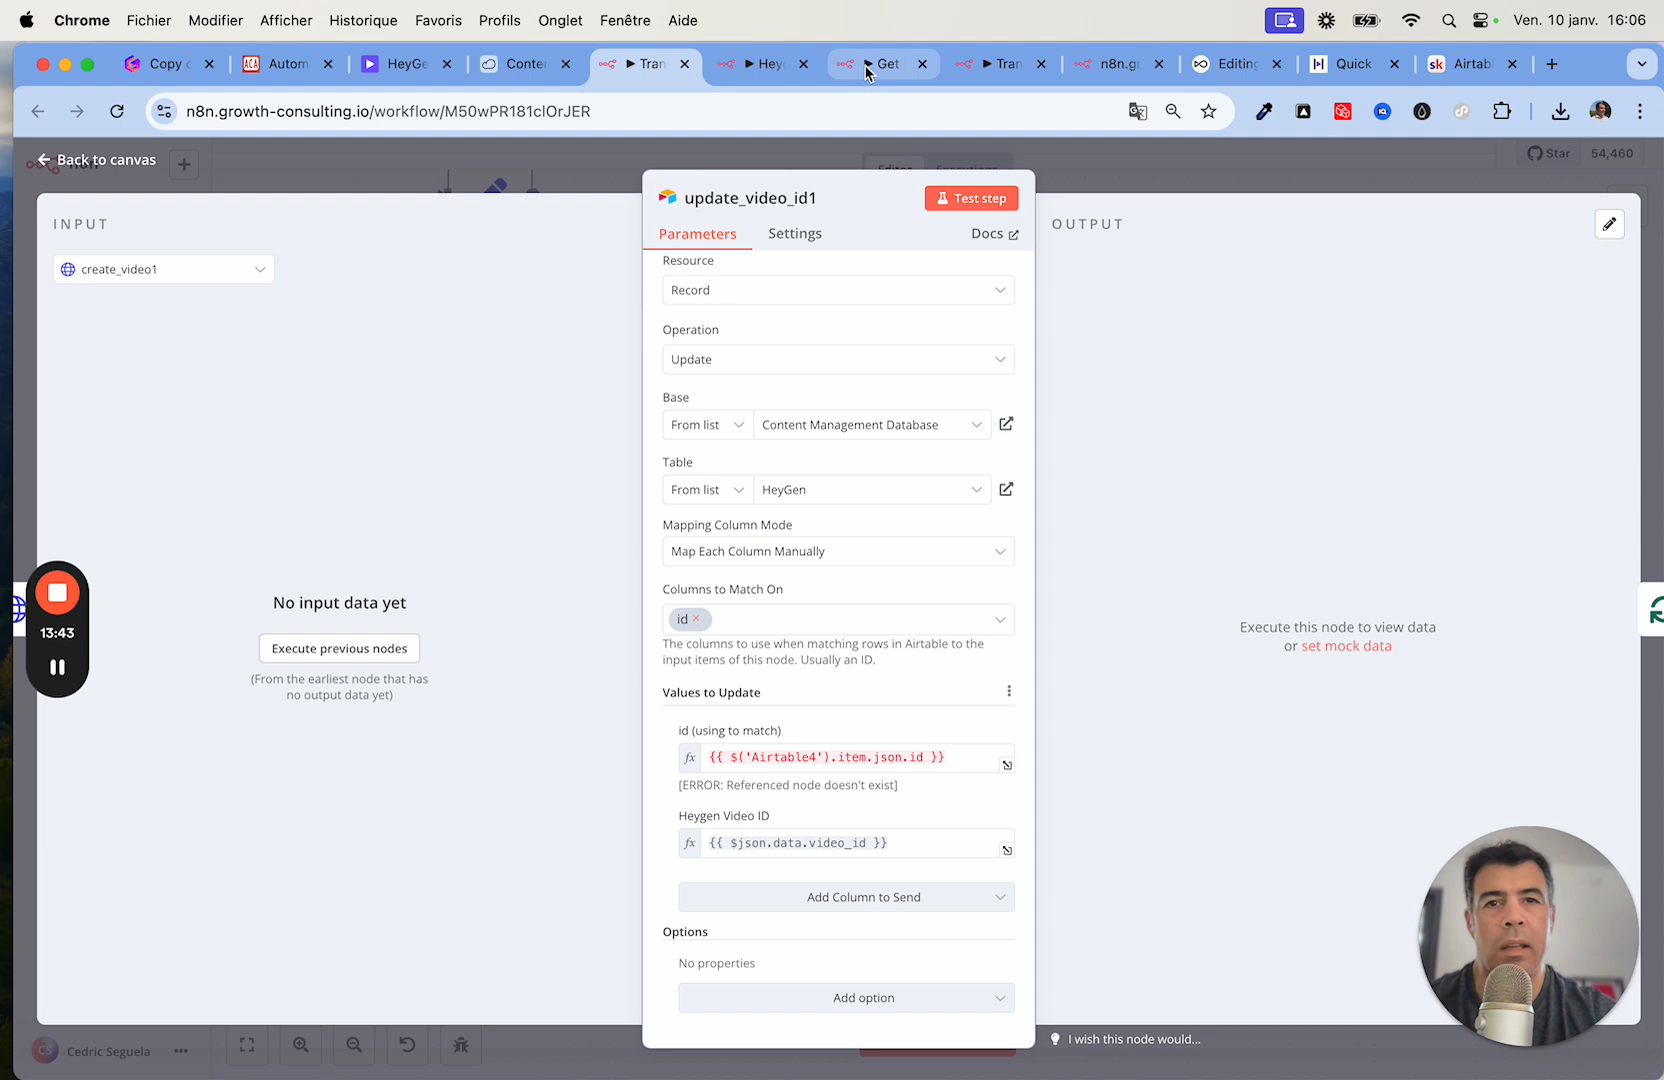 Chrome Fichier Modifier Afficher Historique Favoris Profils Onglet Fenêtre Aide Ven. 10 janv. 16:06
Copy ACA Autom HeyGe Conter Tran Hey Get Tran n8n.gr Editing Quick sk Airtab
n8n.growth-consulting.io/workflow/M50wPR181clOrJER
Back to canvas
Star 54,460
INPUT
create_video1
No input data yet
Execute previous nodes
(From the earliest node that has
no output data yet)
13:43
update_video_id1
Test step
Parameters Settings Docs
Resource
Record
Operation
Update
Base
From list Content Management Database
Table
From list HeyGen
Mapping Column Mode
Map Each Column Manually
Columns to Match On
id ×
The columns to use when matching rows in Airtable to the
input items of this node. Usually an ID.
Values to Update
id (using to match)
fx {{ $('Airtable4').item.json.id }}
[ERROR: Referenced node doesn't exist]
Heygen Video ID
fx {{ $json.data.video_id }}
Add Column to Send
Options
No properties
Add option
OUTPUT
Execute this node to view data
or set mock data
I wish this node would...
CS Cedric Seguela